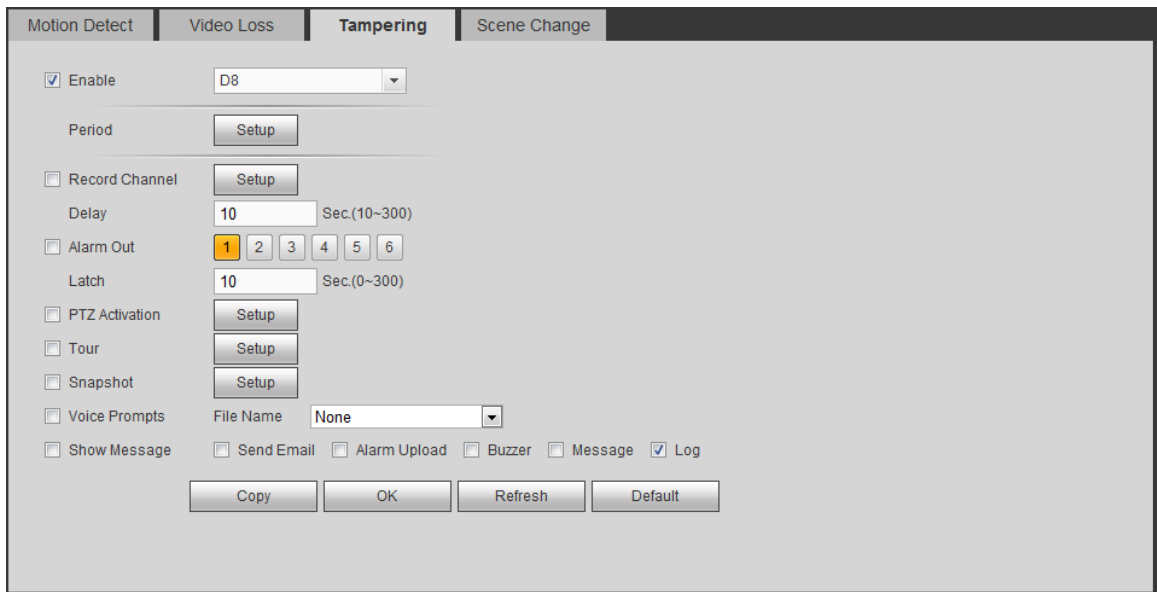 Motion Detect Video Loss Tampering Scene Change
Enable D8
Period Setup
Record Channel Setup
Delay 10 Sec.(10~300)
Alarm Out 1 2 3 4 5 6
Latch 10 Sec.(0~300)
PTZ Activation Setup
Tour Setup
Snapshot Setup
Voice Prompts File Name None
Show Message Send Email Alarm Upload Buzzer Message Log
Copy OK Refresh Default